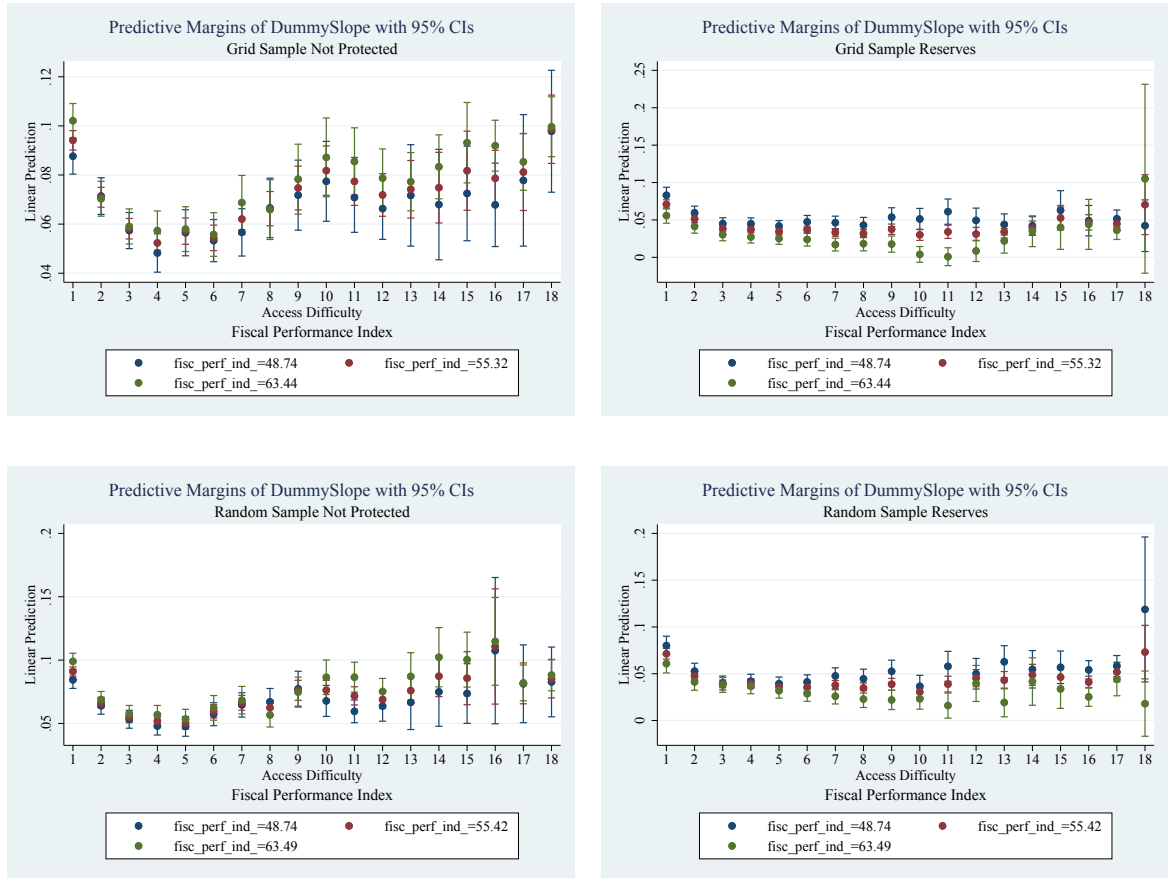 Predictive Margins of DummySlope with 95% CIs
Grid Sample Not Protected
Linear Prediction
.12
.1
.08
.06
.04
1 2 3 4 5 6 7 8 9 10 11 12 13 14 15 16 17 18
Access Difficulty
Fiscal Performance Index
fisc_perf_ind_=48.74 fisc_perf_ind_=55.32
fisc_perf_ind_=63.44
Predictive Margins of DummySlope with 95% CIs
Grid Sample Reserves
Linear Prediction
.25
.2
.15
.1
.05
0
1 2 3 4 5 6 7 8 9 10 11 12 13 14 15 16 17 18
Access Difficulty
Fiscal Performance Index
fisc_perf_ind_=48.74 fisc_perf_ind_=55.32
fisc_perf_ind_=63.44
Predictive Margins of DummySlope with 95% CIs
Random Sample Not Protected
Linear Prediction
.2
.15
.1
.05
1 2 3 4 5 6 7 8 9 10 11 12 13 14 15 16 17 18
Access Difficulty
Fiscal Performance Index
fisc_perf_ind_=48.74 fisc_perf_ind_=55.42
fisc_perf_ind_=63.49
Predictive Margins of DummySlope with 95% CIs
Random Sample Reserves
Linear Prediction
.2
.15
.1
.05
0
1 2 3 4 5 6 7 8 9 10 11 12 13 14 15 16 17 18
Access Difficulty
Fiscal Performance Index
fisc_perf_ind_=48.74 fisc_perf_ind_=55.42
fisc_perf_ind_=63.49